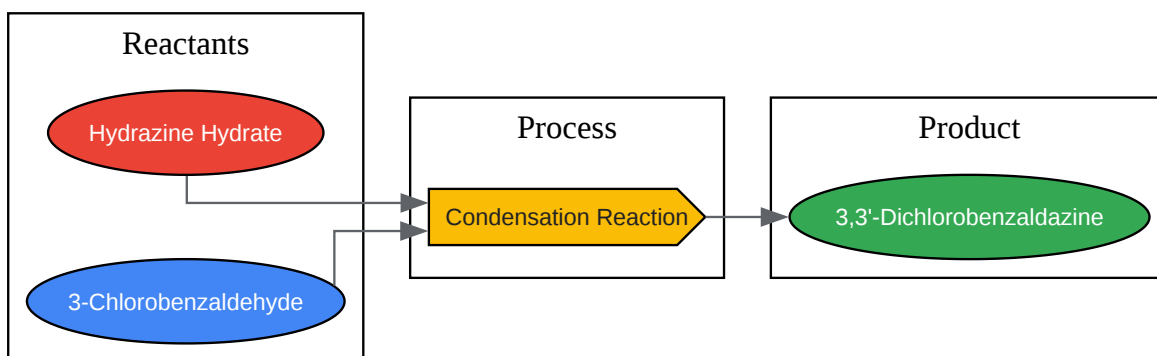 Reactants
Hydrazine Hydrate
3-Chlorobenzaldehyde
Process
Condensation Reaction
Product
3,3'-Dichlorobenzaldazine